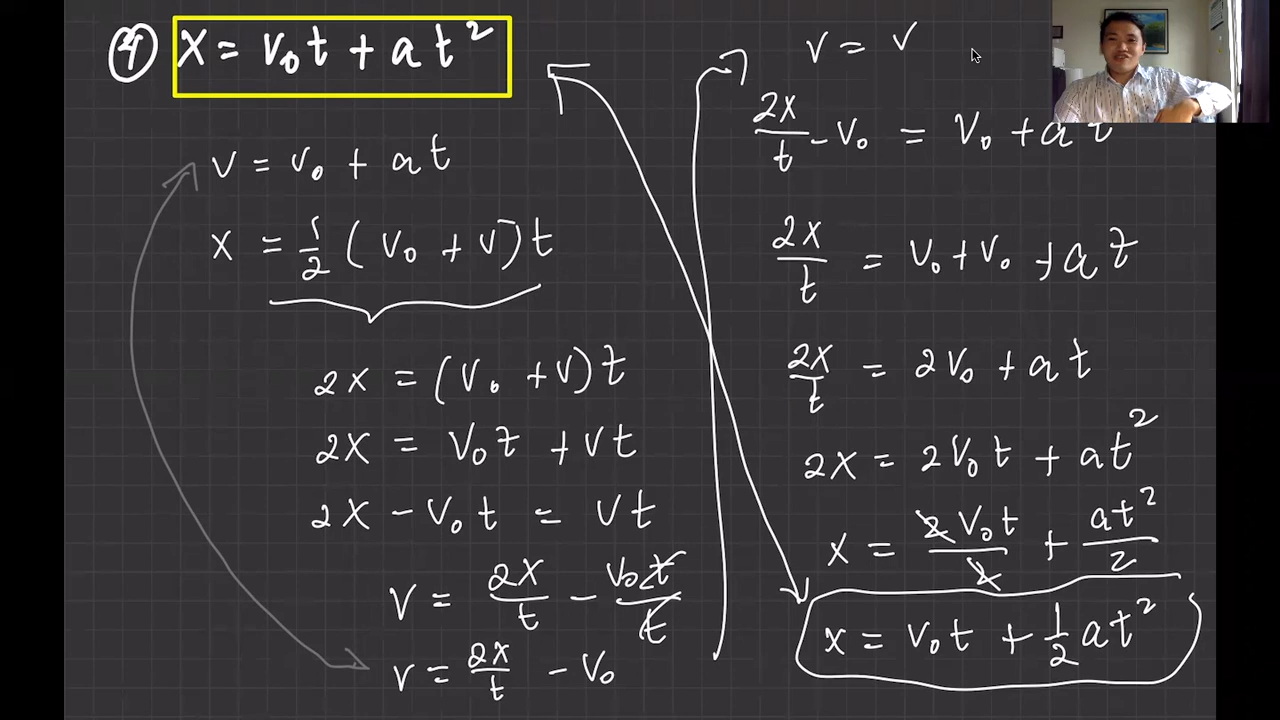 ④ x = v₀t + at²
v = v₀ + at
x = ½ (v₀ + v)t
2x = (v₀ + v)t
2x = v₀t + vt
2x - v₀t = vt
v = 2x/t - v₀t/t
v = 2x/t - v₀
v = v
2x/t - v₀ = v₀ + at
2x/t = v₀ + v₀ + at
2x/t = 2v₀ + at
2x = 2v₀t + at²
x = 2v₀t/2 + at²/2
x = v₀t + ½at²